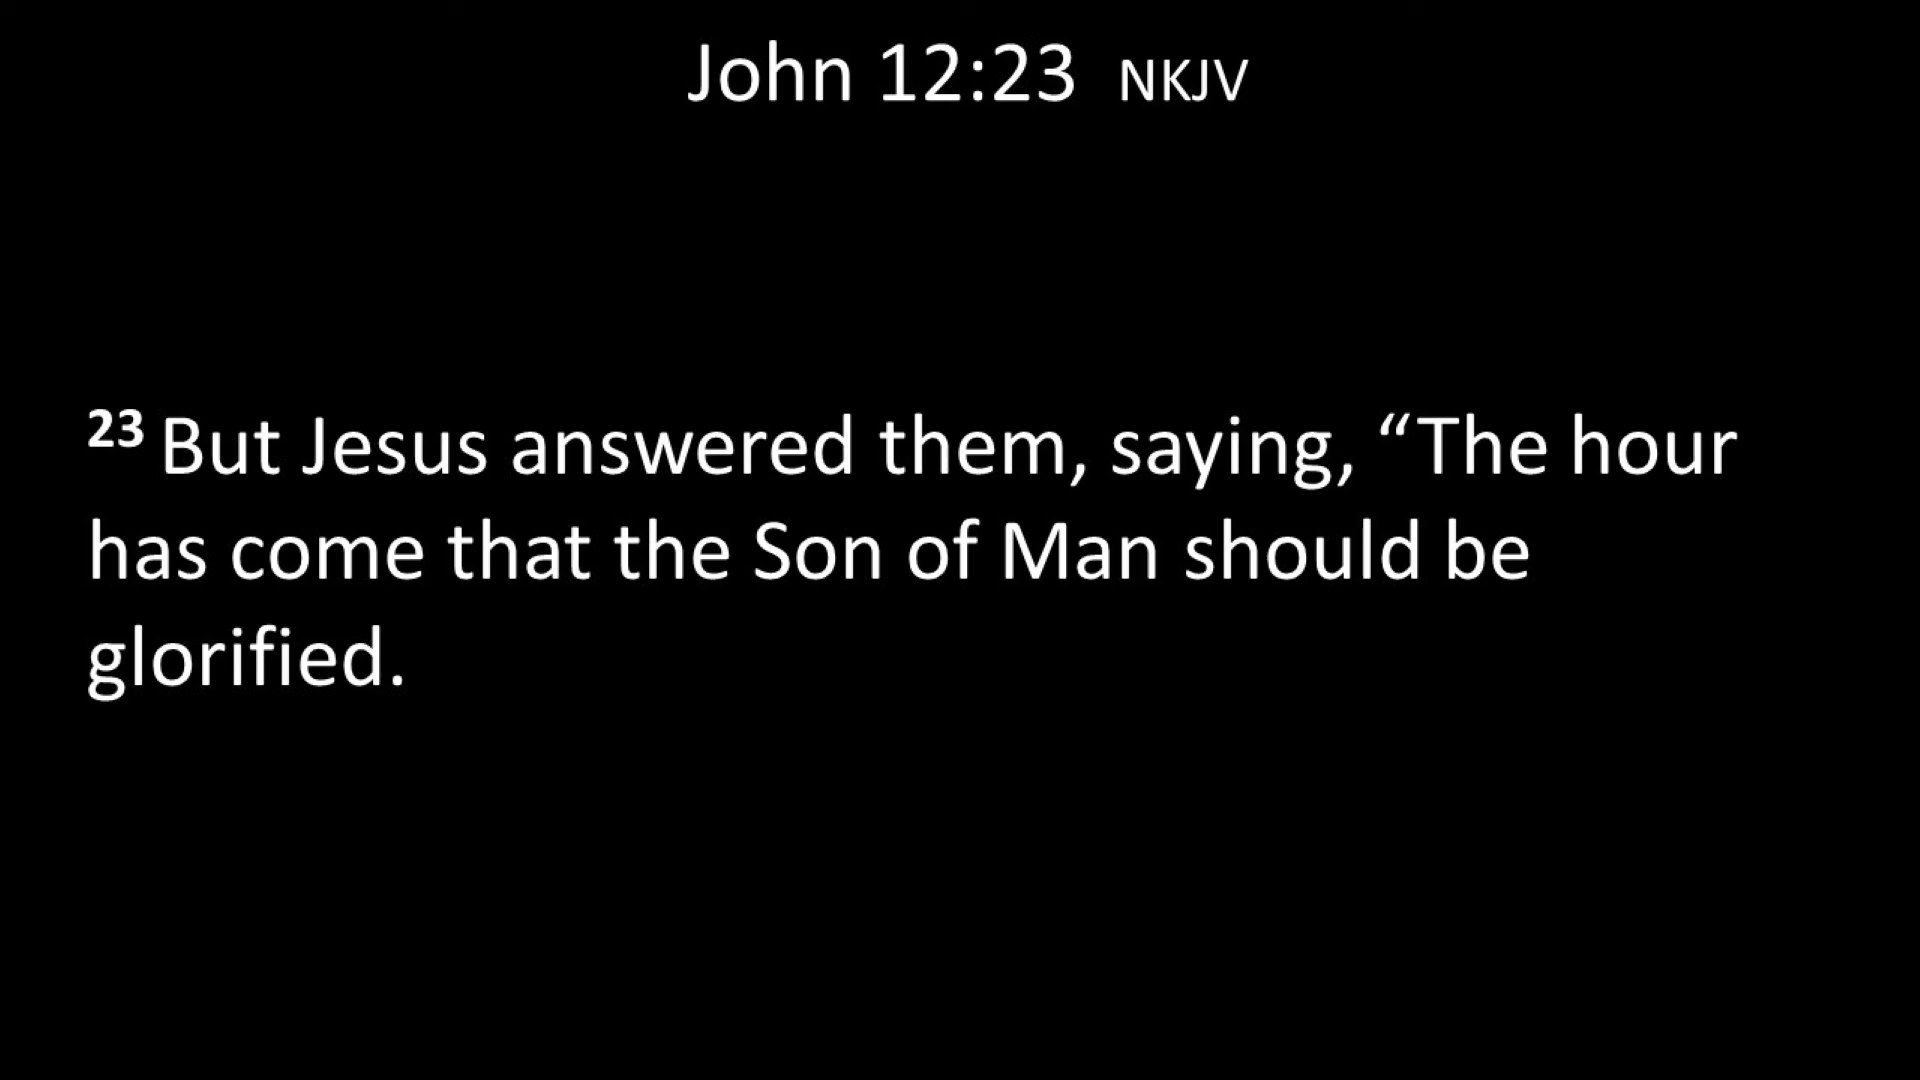 John 12:23 NKJV
23 But Jesus answered them, saying, “The hour
has come that the Son of Man should be
glorified.